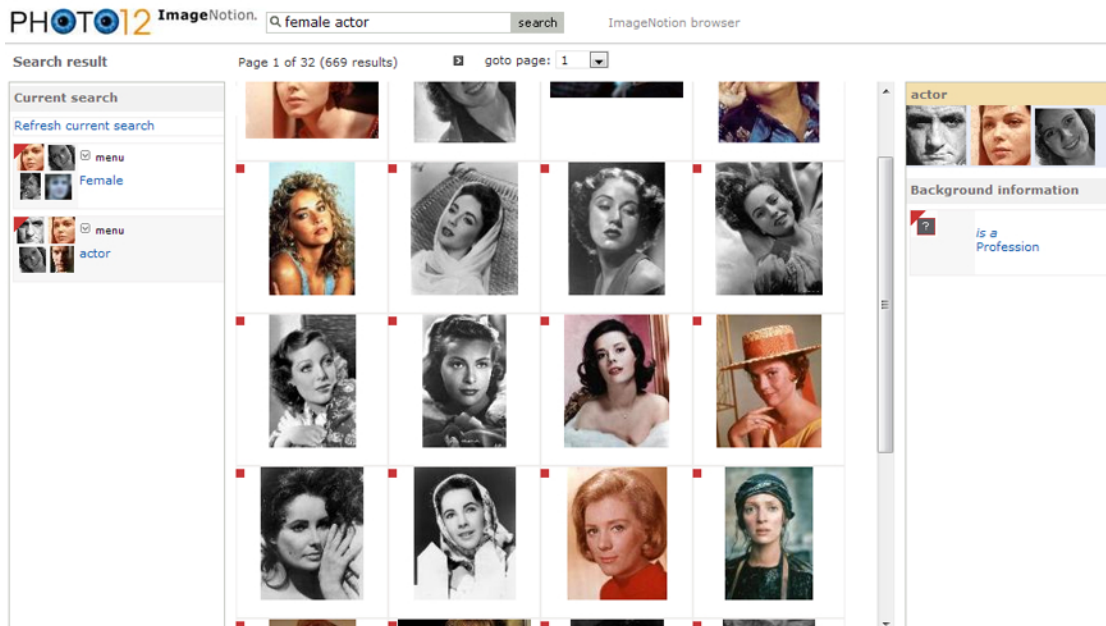 PHOTO12 ImageNotion.
female actor
search
ImageNotion browser
Search result
Page 1 of 32 (669 results)
goto page: 1
Current search
Refresh current search
menu
Female
menu
actor
actor
Background information
?
is a
Profession